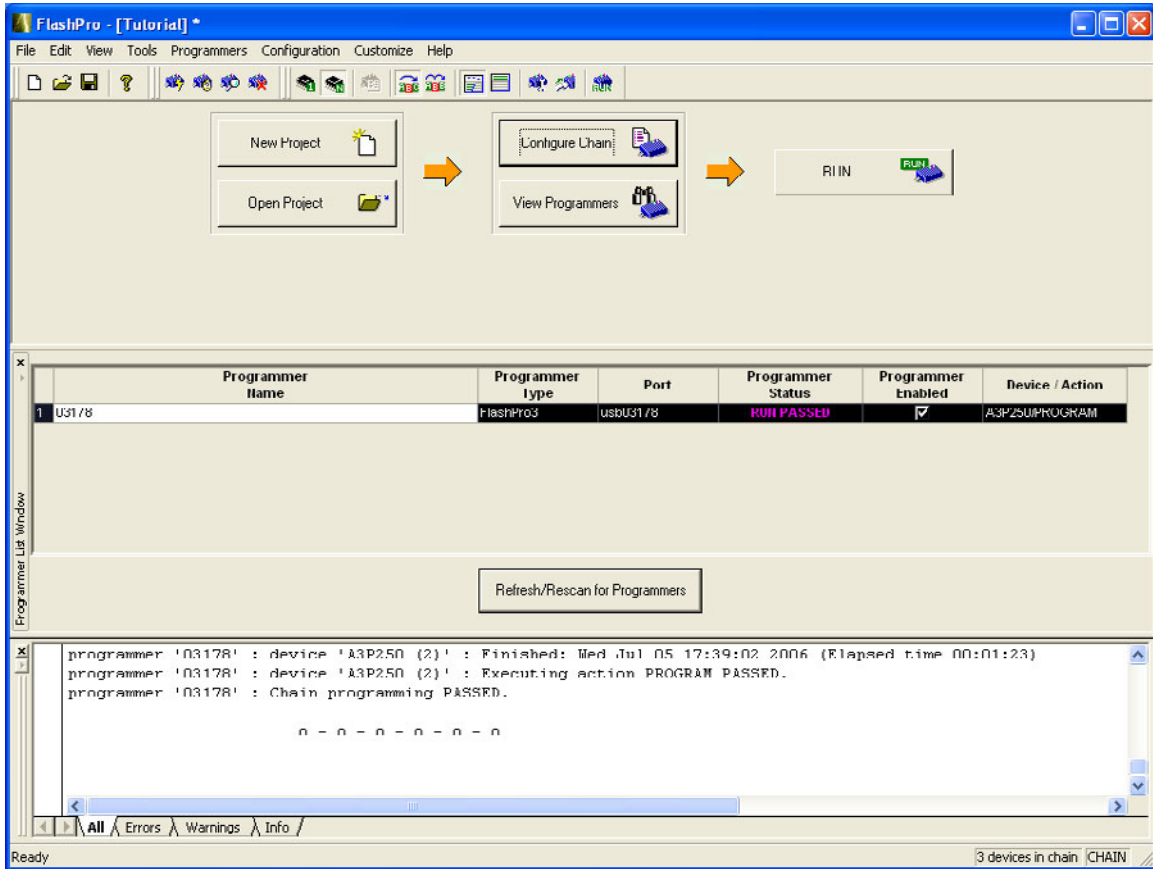 FlashPro - [Tutorial] *
File Edit View Tools Programmers Configuration Customize Help
New Project
Configure Chain
RUN
RUN
Open Project
View Programmers
Programmer Name
Programmer Type
Port
Programmer Status
Programmer Enabled
Device / Action
1 03178 FlashPro3 usb03178 RUN PASSED A3P250/PROGRAM
Programmer List Window
Refresh/Rescan for Programmers
programmer '03178' : device 'A3P250 (2)' : Finished: Wed Jul 05 17:39:02 2006 (Elapsed time 00:01:23)
programmer '03178' : device 'A3P250 (2)' : Executing action PROGRAM PASSED.
programmer '03178' : Chain programming PASSED.
o - o - o - o - o - o
All Errors Warnings Info
Ready
3 devices in chain CHAIN